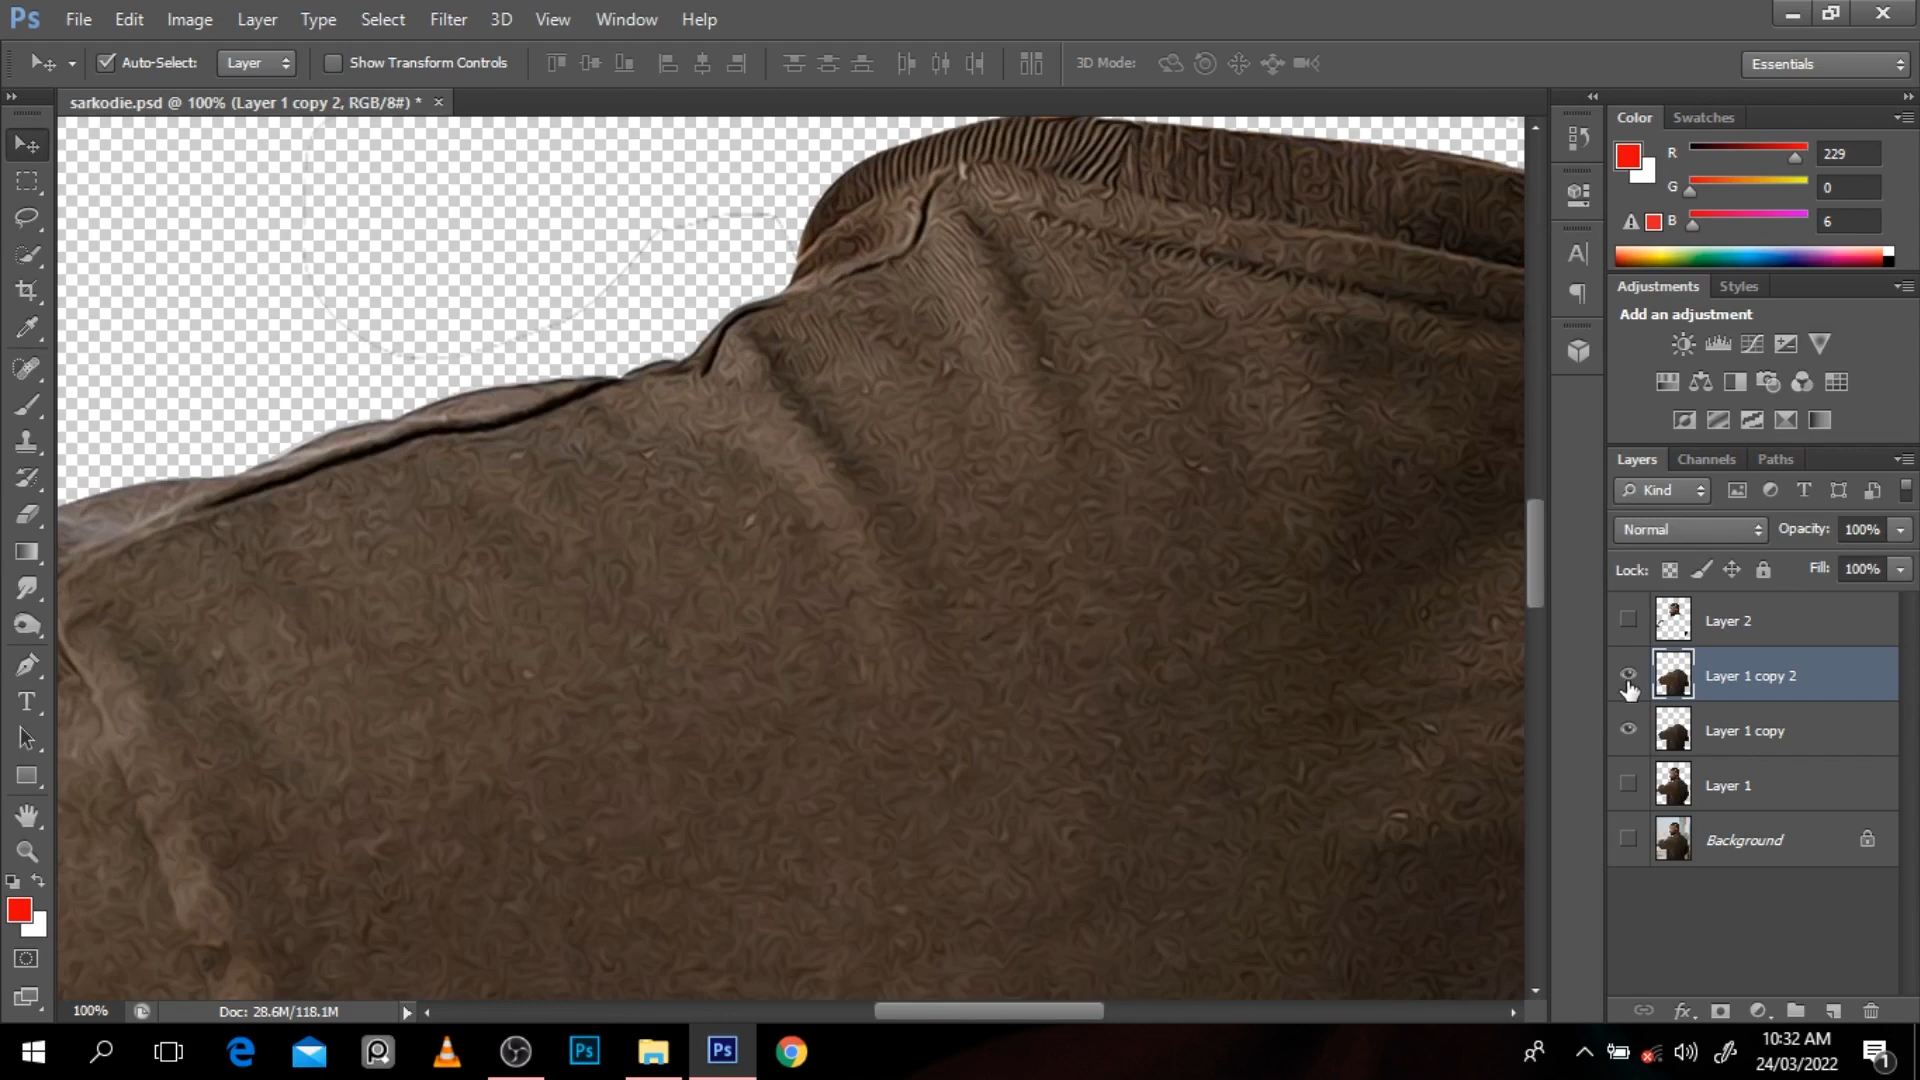 Ps File Edit Image Layer Type Select Filter 3D View Window Help
Auto-Select: Layer Show Transform Controls 3D Mode: Essentials
sarkodie.psd @ 100% (Layer 1 copy 2, RGB/8#) * ×
Color Swatches
R 229
G 0
B 6
Adjustments Styles
Add an adjustment
Layers Channels Paths
Kind
Normal Opacity: 100%
Lock: Fill: 100%
Layer 2
Layer 1 copy 2
Layer 1 copy
Layer 1
Background
100% Doc: 28.6M/118.1M
Ps Ps
10:32 AM
24/03/2022
1